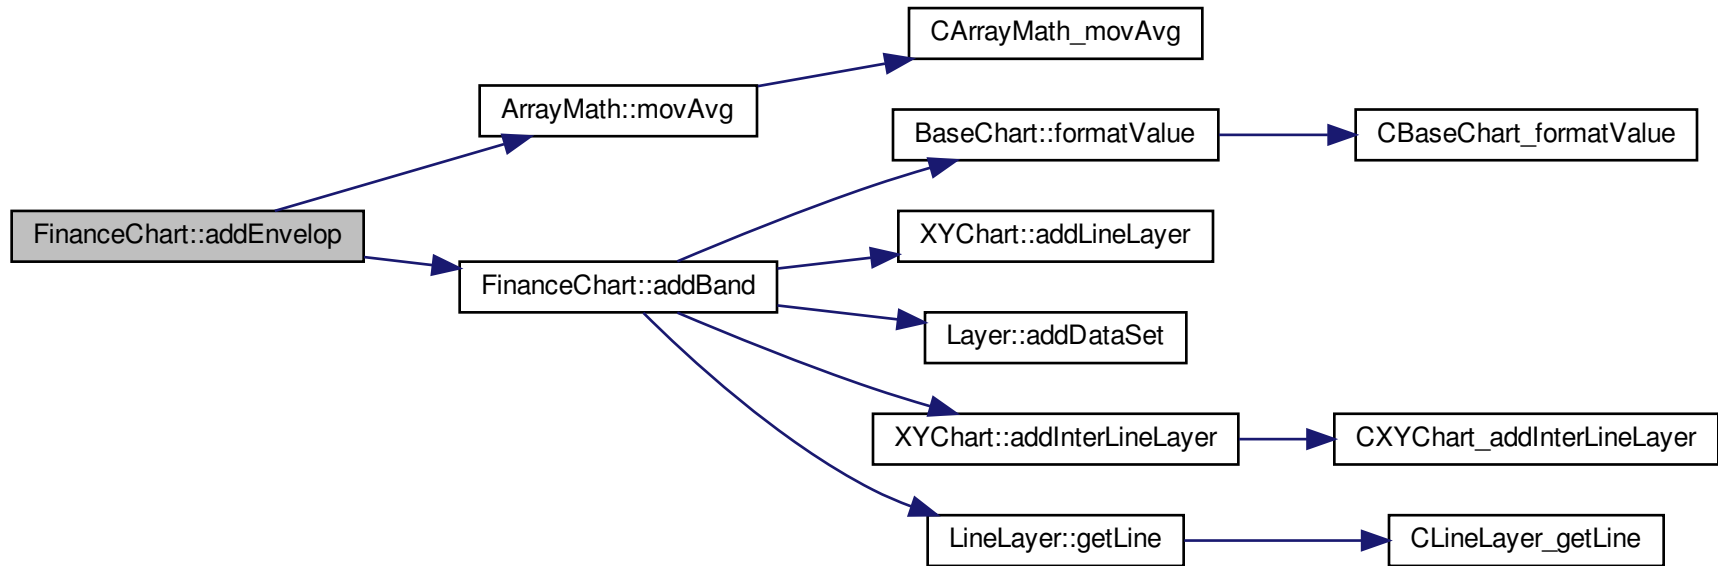 CArrayMath_movAvg
ArrayMath::movAvg
BaseChart::formatValue
CBaseChart_formatValue
FinanceChart::addEnvelop
XYChart::addLineLayer
FinanceChart::addBand
Layer::addDataSet
XYChart::addInterLineLayer
CXYChart_addInterLineLayer
LineLayer::getLine
CLineLayer_getLine